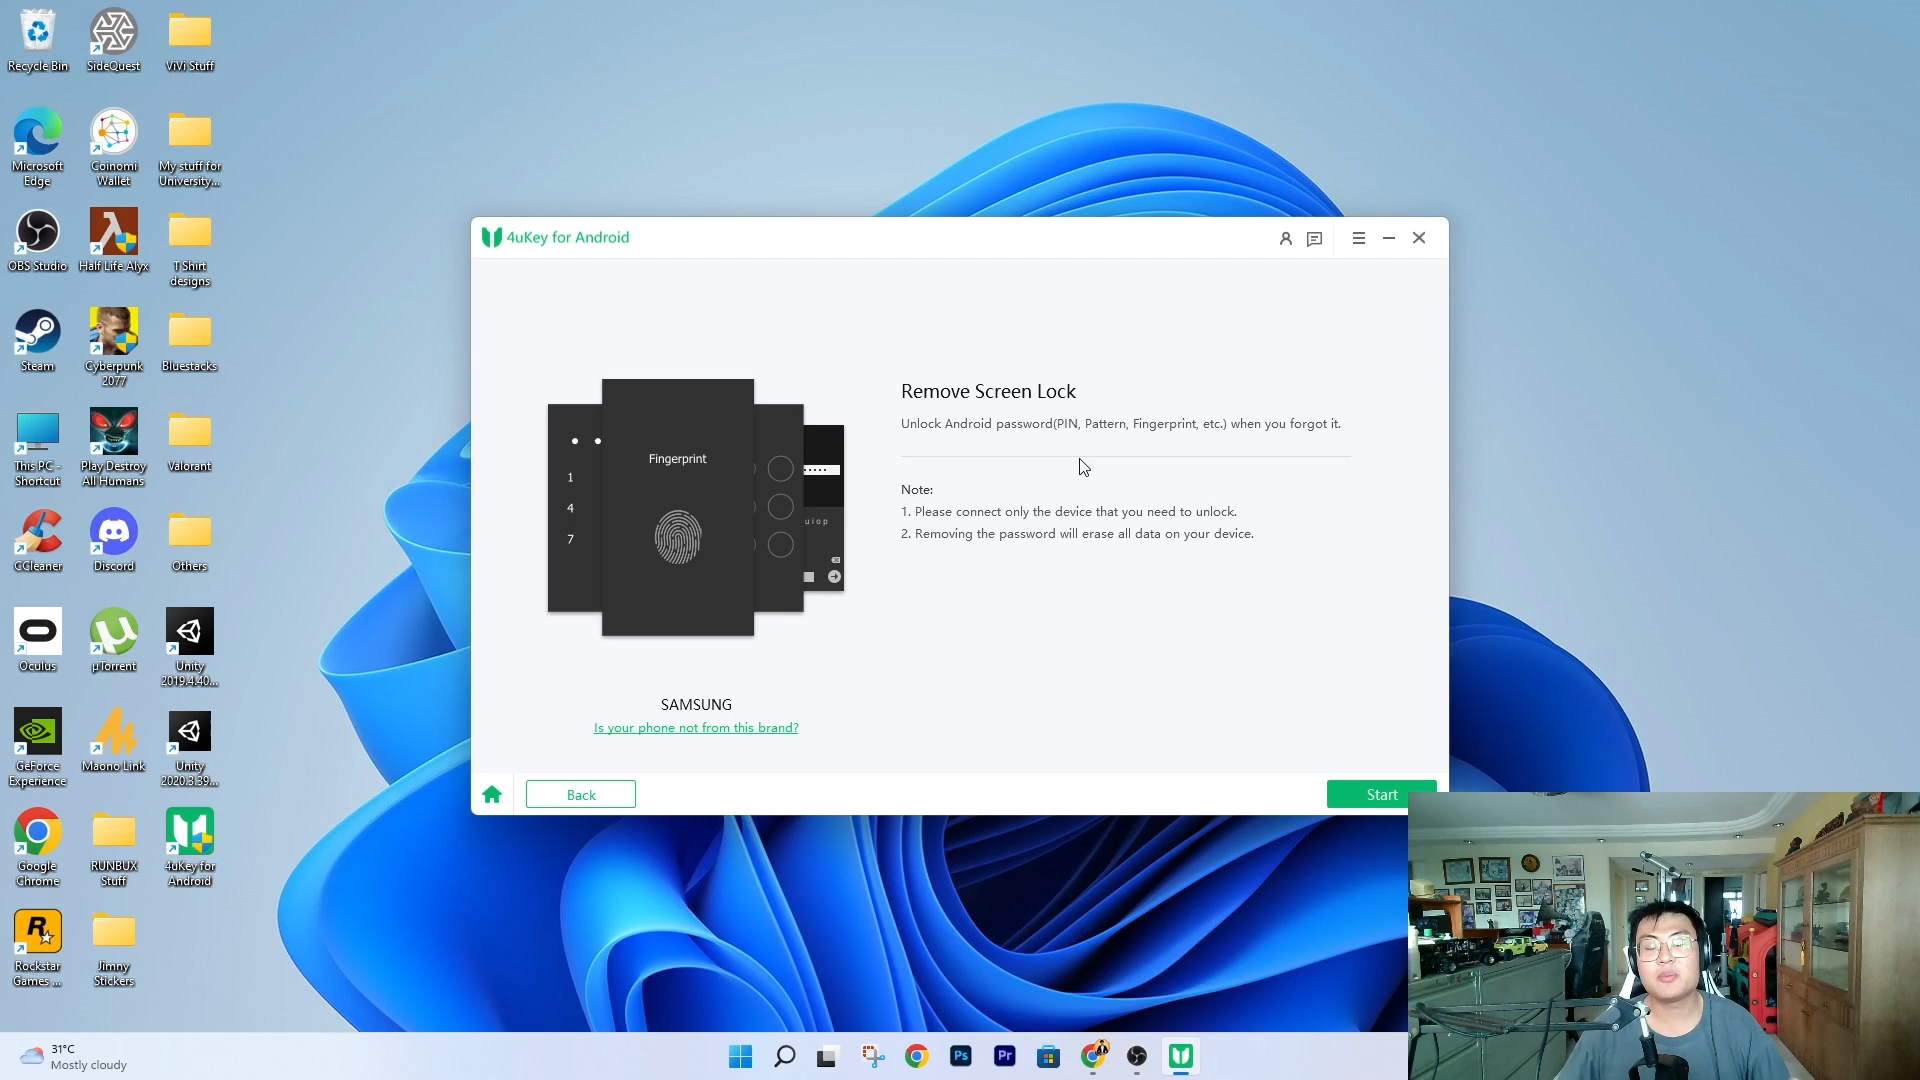 Recycle Bin
SideQuest
ViVi Stuff
Microsoft
Edge
Coinomi
Wallet
My stuff for
University...
OBS Studio
Half Life Alyx
T Shirt
designs
Steam
Cyberpunk
2077
Bluestacks
This PC -
Shortcut
Play Destroy
All Humans
Valorant
CCleaner
Discord
Others
Oculus
µTorrent
Unity
2019.4.40...
GeForce
Experience
Maono Link
Unity
2020.3.39...
Google
Chrome
RUNBUX
Stuff
4uKey for
Android
Rockstar
Games ...
Jimny
Stickers
4uKey for Android
1
4
7
Fingerprint
u i o p
SAMSUNG
Is your phone not from this brand?
Remove Screen Lock
Unlock Android password(PIN, Pattern, Fingerprint, etc.) when you forgot it.
Note:
1. Please connect only the device that you need to unlock.
2. Removing the password will erase all data on your device.
Back
Start
31°C
Mostly cloudy
Ps
Pr